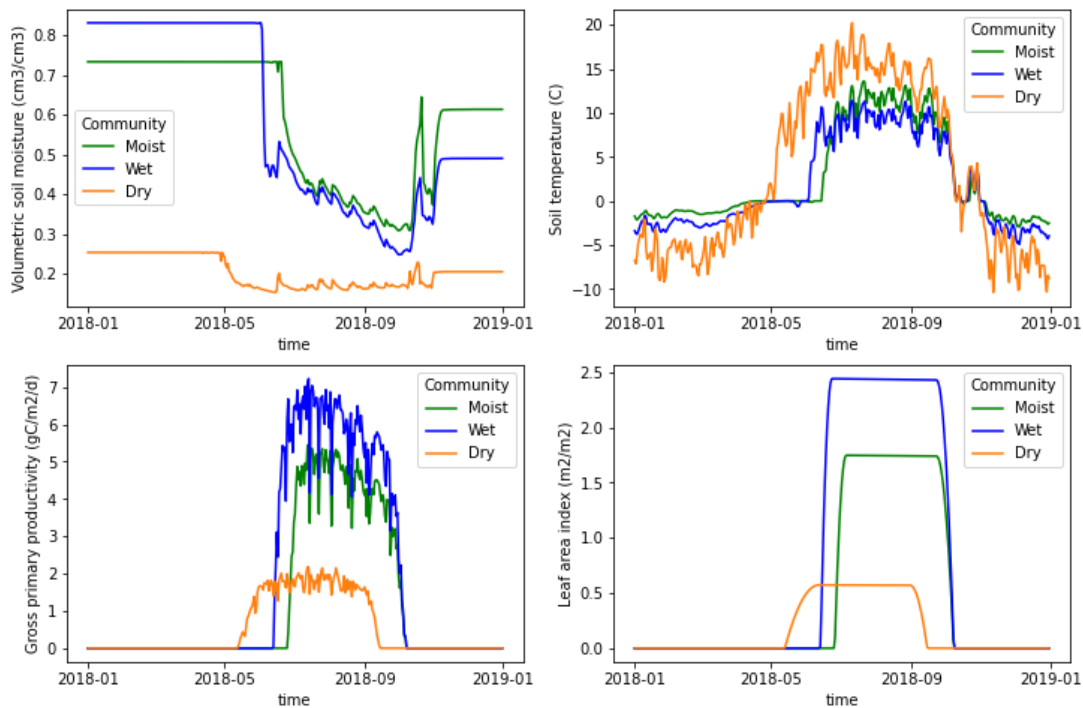 Volumetric soil moisture (cm3/cm3)
0.8
0.7
0.6
0.5
0.4
0.3
0.2
Community
Moist
Wet
Dry
2018-01
2018-05
2018-09
2019-01
time
Soil temperature (C)
20
15
10
5
0
−5
−10
Community
Moist
Wet
Dry
2018-01
2018-05
2018-09
2019-01
time
Gross primary productivity (gC/m2/d)
7
6
5
4
3
2
1
0
Community
Moist
Wet
Dry
2018-01
2018-05
2018-09
2019-01
time
Leaf area index (m2/m2)
2.5
2.0
1.5
1.0
0.5
0.0
Community
Moist
Wet
Dry
2018-01
2018-05
2018-09
2019-01
time